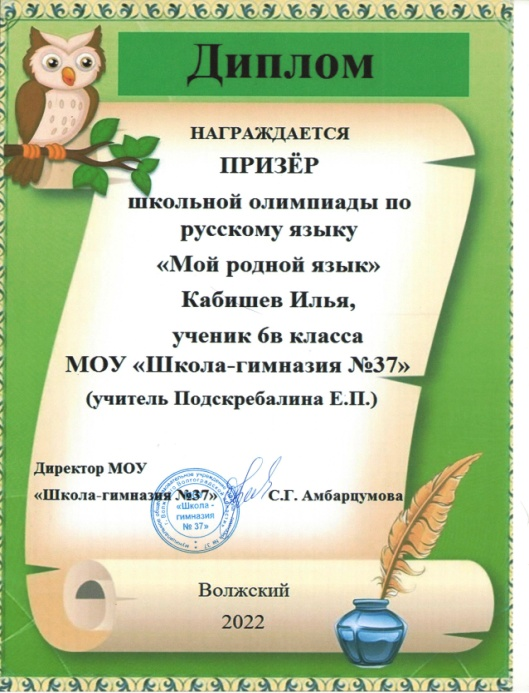 Диплом
НАГРАЖДАЕТСЯ
ПРИЗЁР
школьной олимпиады по
русскому языку
«Мой родной язык»
Кабишев Илья,
ученик 6в класса
МОУ «Школа-гимназия №37»
(учитель Подскребалина Е.П.)
Директор МОУ
«Школа-гимназия №37» С.Г. Амбарцумова
«Школа -
гимназия
№ 37»
Волжский
2022